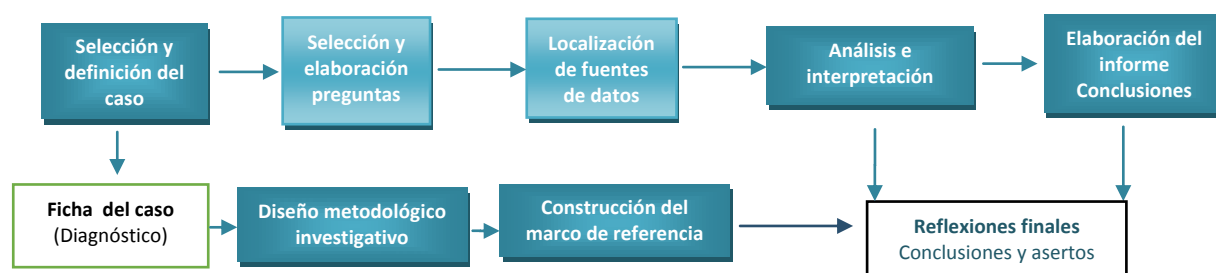 Selección y
definición del
caso
Selección y
elaboración
preguntas
Localización
de fuentes
de datos
Análisis e
interpretación
Elaboración del
informe
Conclusiones
Ficha del caso
(Diagnóstico)
Diseño metodológico
investigativo
Construcción del
marco de referencia
Reflexiones finales
Conclusiones y asertos